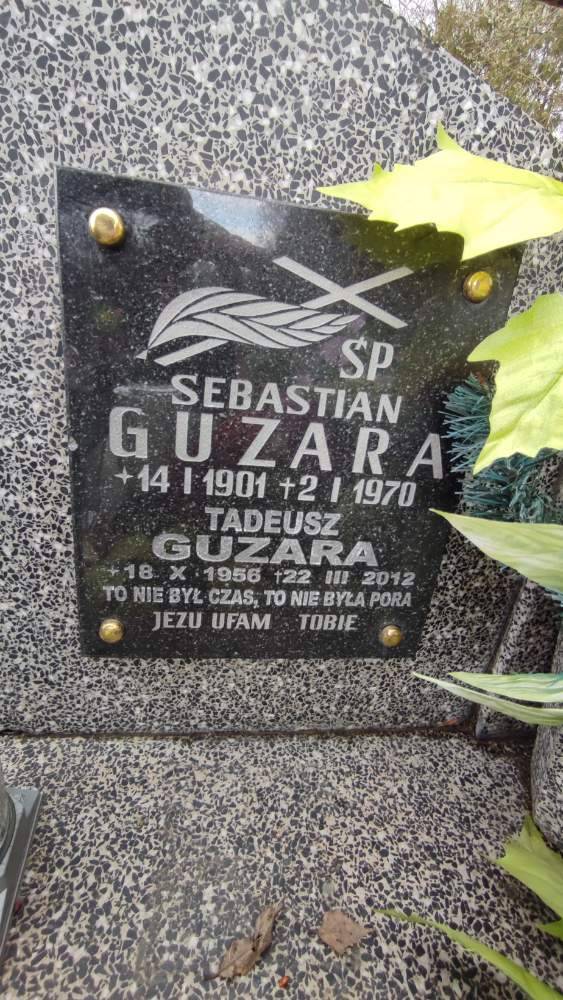 ŚP
SEBASTIAN
GUZARA
+14 I 1901 +2 I 1970
TADEUSZ
GUZARA
+18 X 1956 +22 III 2012
TO NIE BYŁ CZAS, TO NIE BYŁA PORA
JEZU UFAM TOBIE